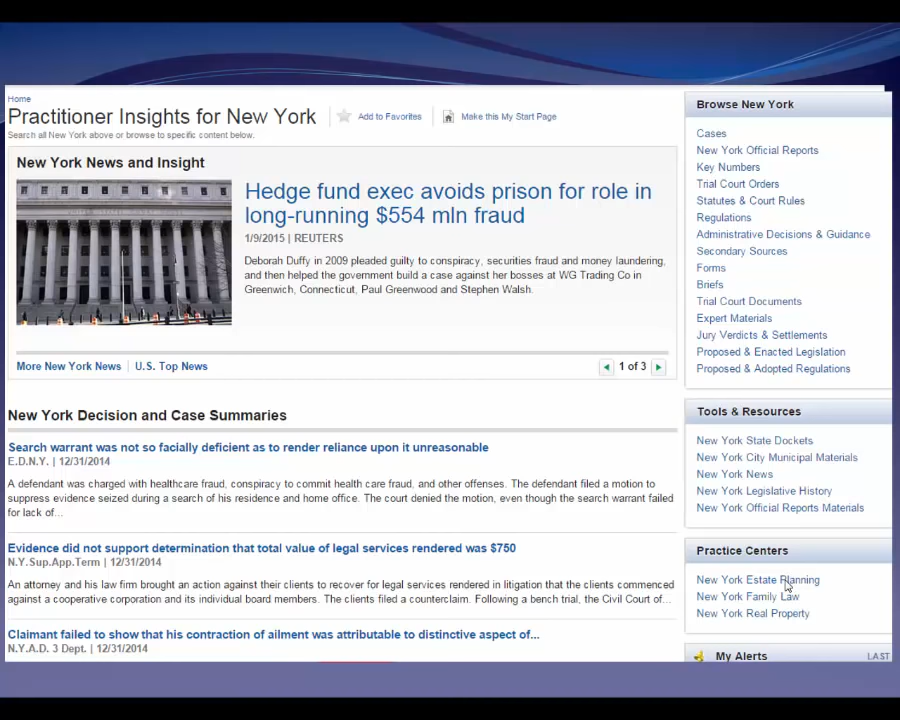 Home
Practitioner Insights for New York
Add to Favorites
Make this My Start Page
Search all New York above or browse to specific content below.
New York News and Insight
Hedge fund exec avoids prison for role in
long-running $554 mln fraud
1/9/2015 | REUTERS
Deborah Duffy in 2009 pleaded guilty to conspiracy, securities fraud and money laundering,
and then helped the government build a case against her bosses at WG Trading Co in
Greenwich, Connecticut, Paul Greenwood and Stephen Walsh.
More New York News | U.S. Top News
1 of 3
New York Decision and Case Summaries
Search warrant was not so facially deficient as to render reliance upon it unreasonable
E.D.N.Y. | 12/31/2014
A defendant was charged with healthcare fraud, conspiracy to commit health care fraud, and other offenses. The defendant filed a motion to
suppress evidence seized during a search of his residence and home office. The court denied the motion, even though the search warrant failed
for lack of...
Evidence did not support determination that total value of legal services rendered was $750
N.Y.Sup.App.Term | 12/31/2014
An attorney and his law firm brought an action against their clients to recover for legal services rendered in litigation that the clients commenced
against a cooperative corporation and its individual board members. The clients filed a counterclaim. Following a bench trial, the Civil Court of...
Claimant failed to show that his contraction of ailment was attributable to distinctive aspect of...
N.Y.A.D. 3 Dept. | 12/31/2014
Browse New York
Cases
New York Official Reports
Key Numbers
Trial Court Orders
Statutes & Court Rules
Regulations
Administrative Decisions & Guidance
Secondary Sources
Forms
Briefs
Trial Court Documents
Expert Materials
Jury Verdicts & Settlements
Proposed & Enacted Legislation
Proposed & Adopted Regulations
Tools & Resources
New York State Dockets
New York City Municipal Materials
New York News
New York Legislative History
New York Official Reports Materials
Practice Centers
New York Estate Planning
New York Family Law
New York Real Property
My Alerts
LAST